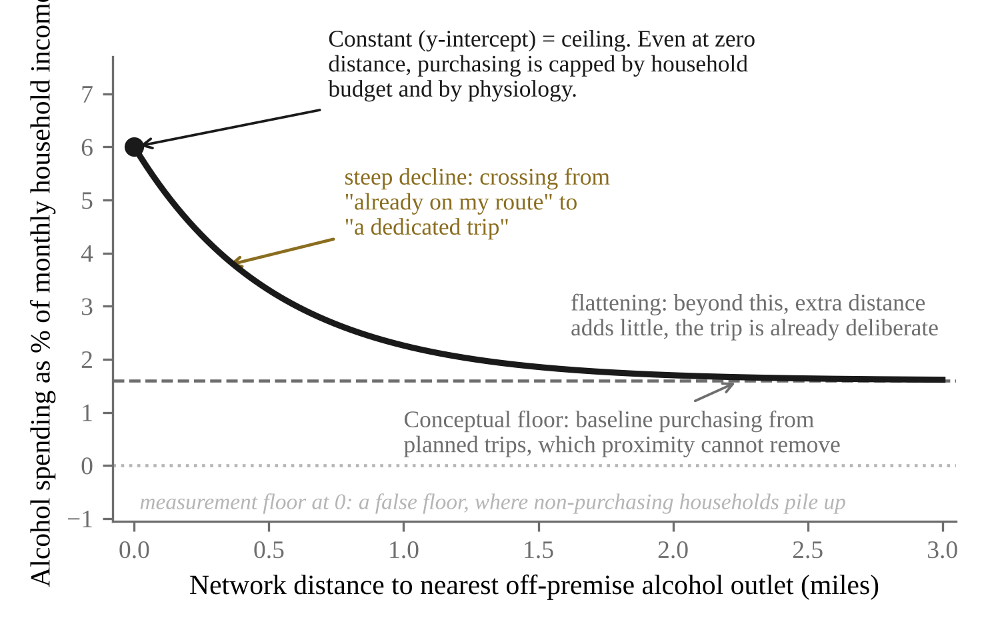 Constant (y-intercept) = ceiling. Even at zero
distance, purchasing is capped by household
budget and by physiology.
steep decline: crossing from
"already on my route" to
"a dedicated trip"
flattening: beyond this, extra distance
adds little, the trip is already deliberate
Conceptual floor: baseline purchasing from
planned trips, which proximity cannot remove
measurement floor at 0: a false floor, where non-purchasing households pile up
Alcohol spending as % of monthly household income
7
6
5
4
3
2
1
0
−1
0.0 0.5 1.0 1.5 2.0 2.5 3.0
Network distance to nearest off-premise alcohol outlet (miles)